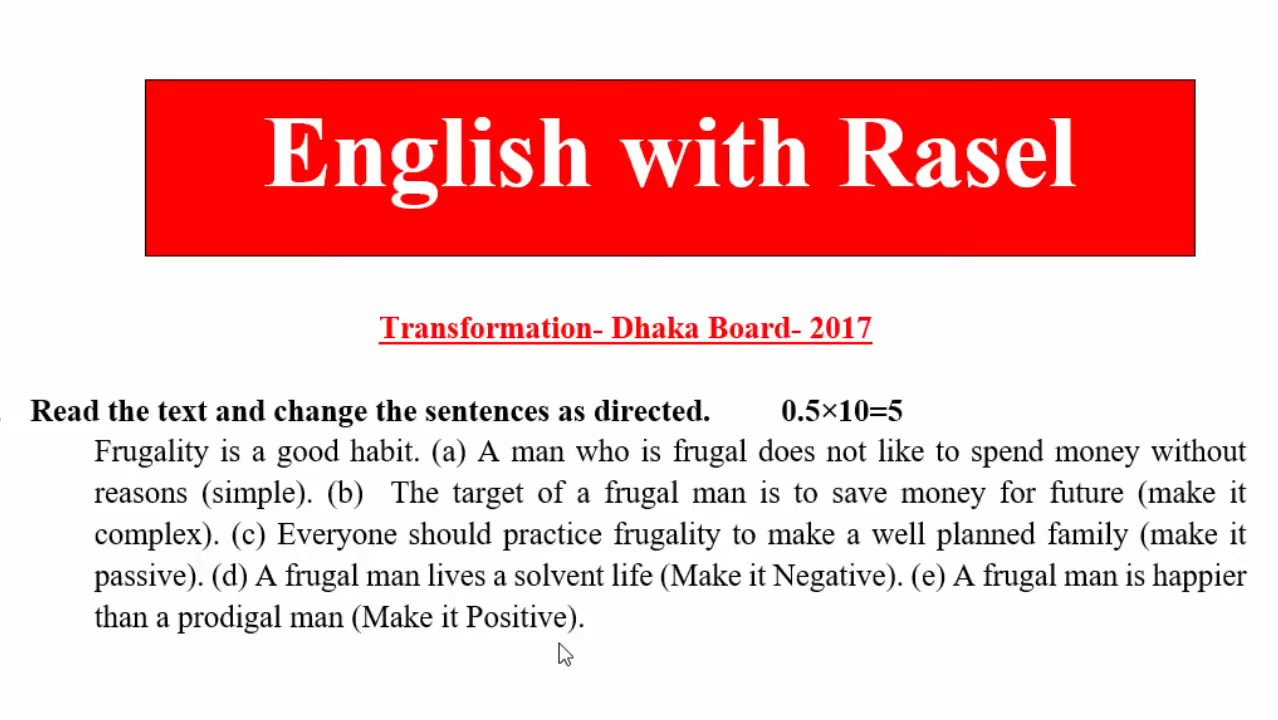 English with Rasel
Transformation- Dhaka Board- 2017
Read the text and change the sentences as directed. 0.5×10=5
Frugality is a good habit. (a) A man who is frugal does not like to spend money without
reasons (simple). (b) The target of a frugal man is to save money for future (make it
complex). (c) Everyone should practice frugality to make a well planned family (make it
passive). (d) A frugal man lives a solvent life (Make it Negative). (e) A frugal man is happier
than a prodigal man (Make it Positive).